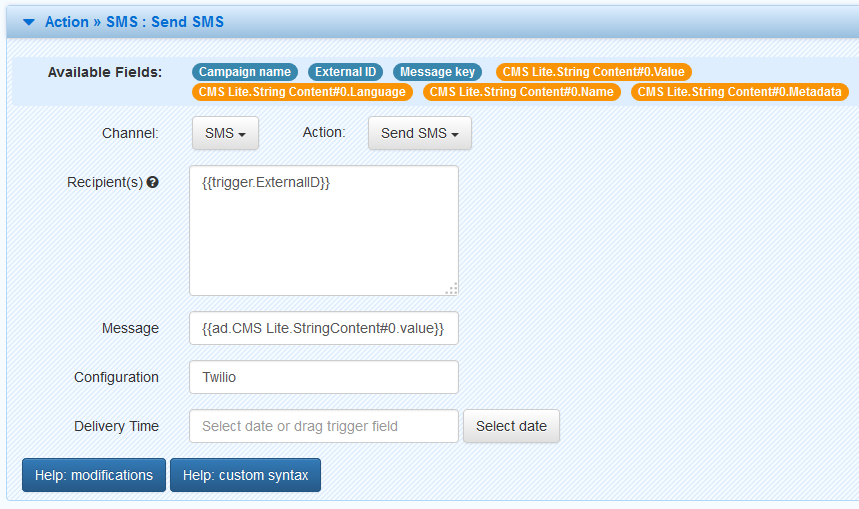 Action » SMS : Send SMS
Available Fields: Campaign name External ID Message key CMS Lite.String Content#0.Value
CMS Lite.String Content#0.Language CMS Lite.String Content#0.Name CMS Lite.String Content#0.Metadata
Channel: SMS Action: Send SMS
Recipient(s) {{trigger.ExternalID}}
Message {{ad.CMS Lite.StringContent#0.value}}
Configuration Twilio
Delivery Time Select date or drag trigger field Select date
Help: modifications Help: custom syntax